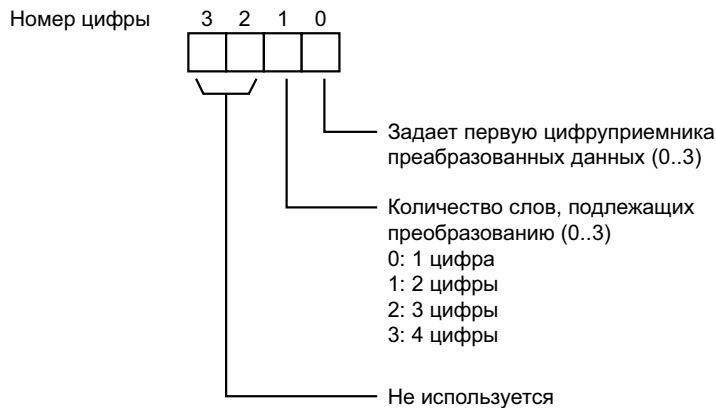 Номер цифры 3 2 1 0
Задает первую цифруприемника
преабразованных данных (0..3)
Количество слов, подлежащих
преобразованию (0..3)
0: 1 цифра
1: 2 цифры
2: 3 цифры
3: 4 цифры
Не используется